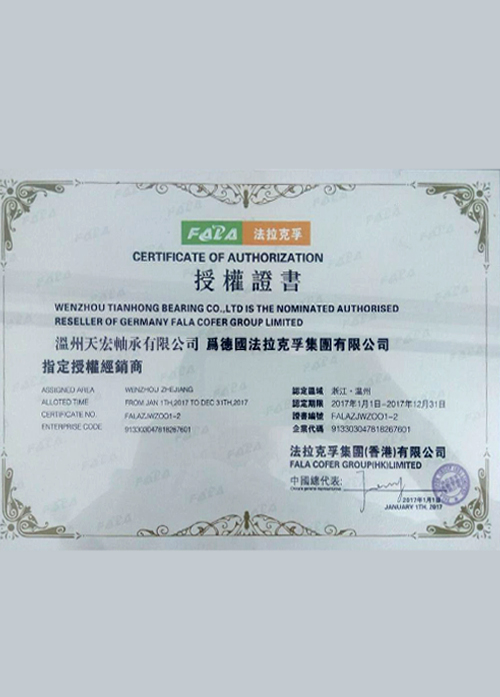 FALA 法拉克孚
CERTIFICATE OF AUTHORIZATION
授權證書
WENZHOU TIANHONG BEARING CO.,LTD IS THE NOMINATED AUTHORISED
RESELLER OF GERMANY FALA COFER GROUP LIMITED
溫州天宏軸承有限公司 爲德國法拉克孚集團有限公司
指定授權經銷商
ASSIGNED AREA WENZHOU ZHEJIANG
ALLOTED TIME FROM JAN 1TH,2017 TO DEC 31TH,2017
CERTIFICATE NO. FALAZJWZOO1-2
ENTERPRISE CODE 913303047818267601
認定區域 浙江·溫州
認定期限 2017年1月1日-2017年12月31日
證書編號 FALAZJWZOO1-2
企業代碼 913303047818267601
法拉克孚集團(香港)有限公司
FALA COFER GROUP(HK)LIMITED
中國總代表:
2017年1月1日
JANUARY 1TH, 2017